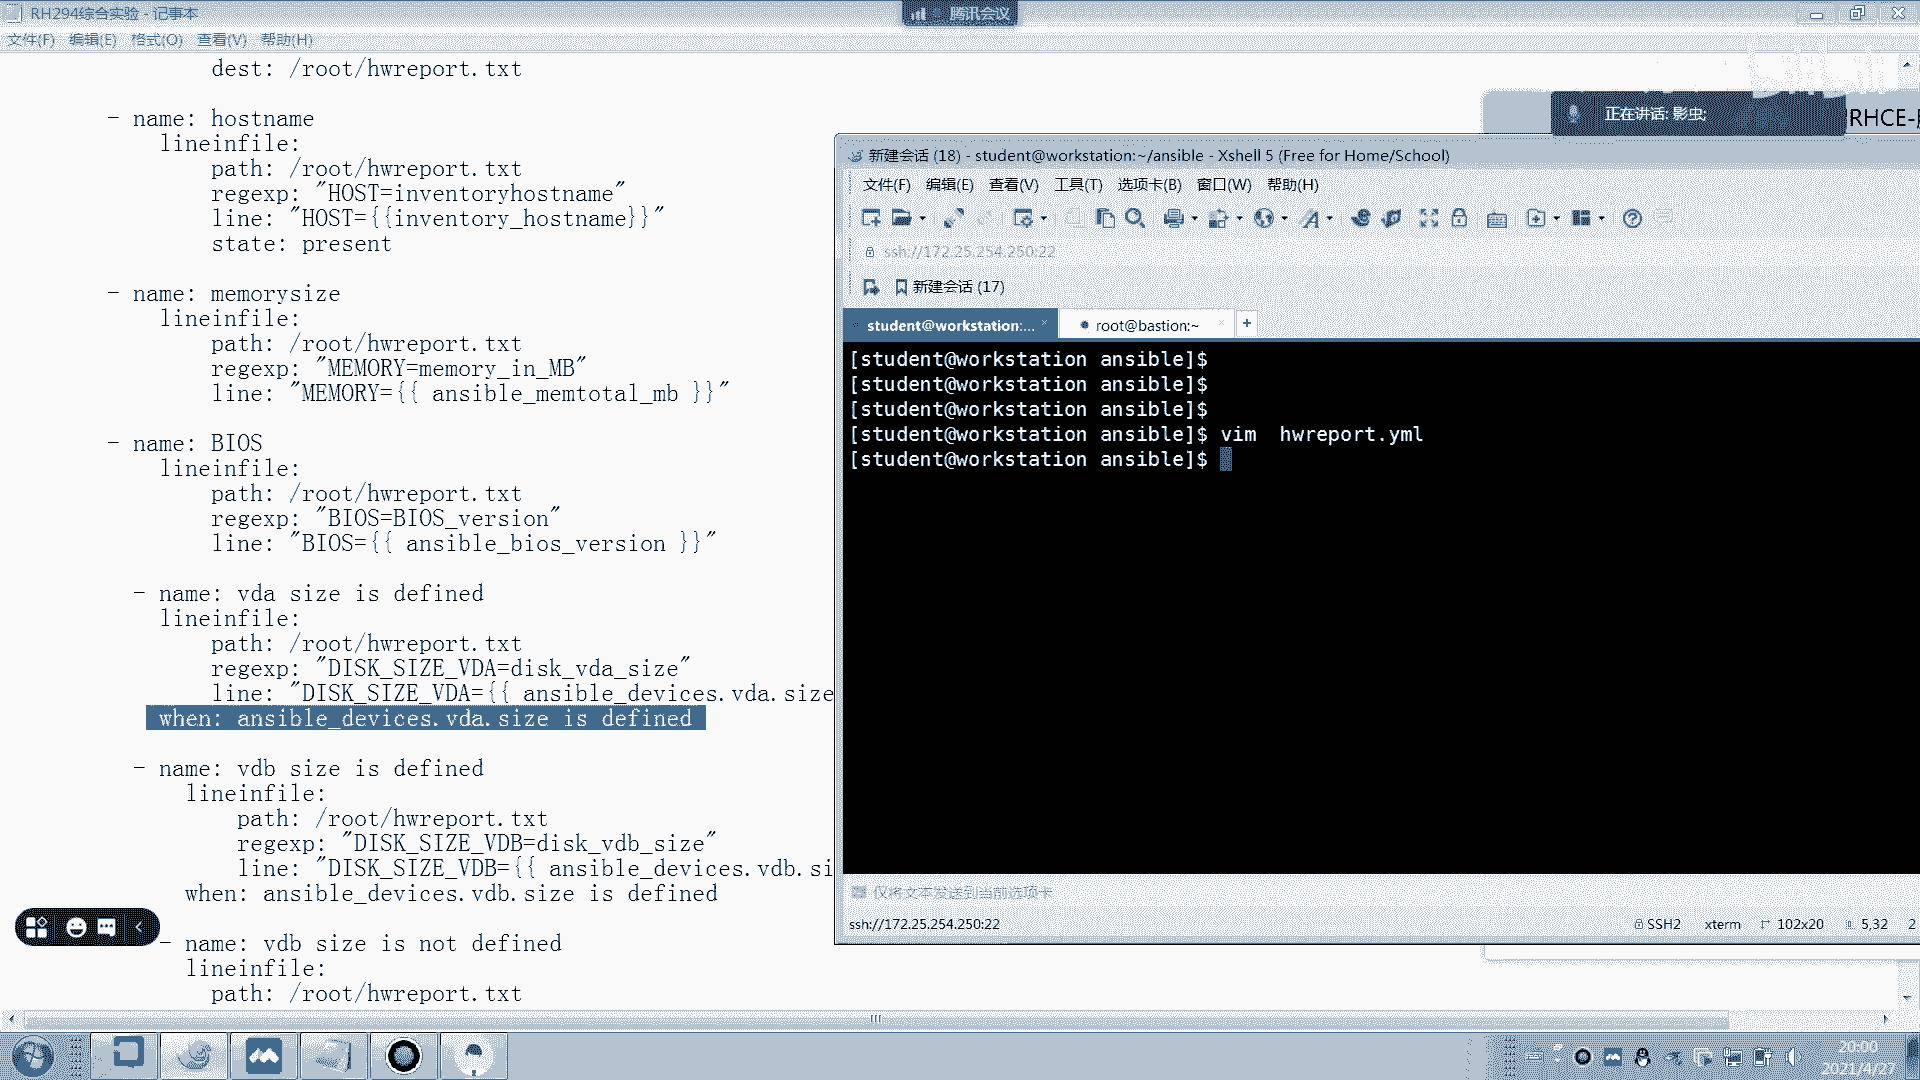 RH294综合实验 - 记事本
腾讯会议
文件(F) 编辑(E) 格式(O) 查看(V) 帮助(H)
dest: /root/hwreport.txt
- name: hostname
lineinfile:
path: /root/hwreport.txt
regexp: "HOST=inventoryhostname"
line: "HOST={{inventory_hostname}}"
state: present
- name: memorysize
lineinfile:
path: /root/hwreport.txt
regexp: "MEMORY=memory_in_MB"
line: "MEMORY={{ ansible_memtotal_mb }}"
- name: BIOS
lineinfile:
path: /root/hwreport.txt
regexp: "BIOS=BIOS_version"
line: "BIOS={{ ansible_bios_version }}"
- name: vda size is defined
lineinfile:
path: /root/hwreport.txt
regexp: "DISK_SIZE_VDA=disk_vda_size"
line: "DISK_SIZE_VDA={{ ansible_devices.vda.size
when: ansible_devices.vda.size is defined
- name: vdb size is defined
lineinfile:
path: /root/hwreport.txt
regexp: "DISK_SIZE_VDB=disk_vdb_size"
line: "DISK_SIZE_VDB={{ ansible_devices.vdb.si
when: ansible_devices.vdb.size is defined
- name: vdb size is not defined
lineinfile:
path: /root/hwreport.txt
正在讲话: 影虫;
RHCE-
新建会话 (18) - student@workstation:~/ansible - Xshell 5 (Free for Home/School)
文件(F) 编辑(E) 查看(V) 工具(T) 选项卡(B) 窗口(W) 帮助(H)
ssh://172.25.254.250:22
新建会话 (17)
student@workstation:... × root@bastion:~ × +
[student@workstation ansible]$
[student@workstation ansible]$
[student@workstation ansible]$
[student@workstation ansible]$ vim  hwreport.yml
[student@workstation ansible]$
仅将文本发送到当前选项卡
ssh://172.25.254.250:22 SSH2 xterm 102x20 5,32 2
20:00
2021/4/27